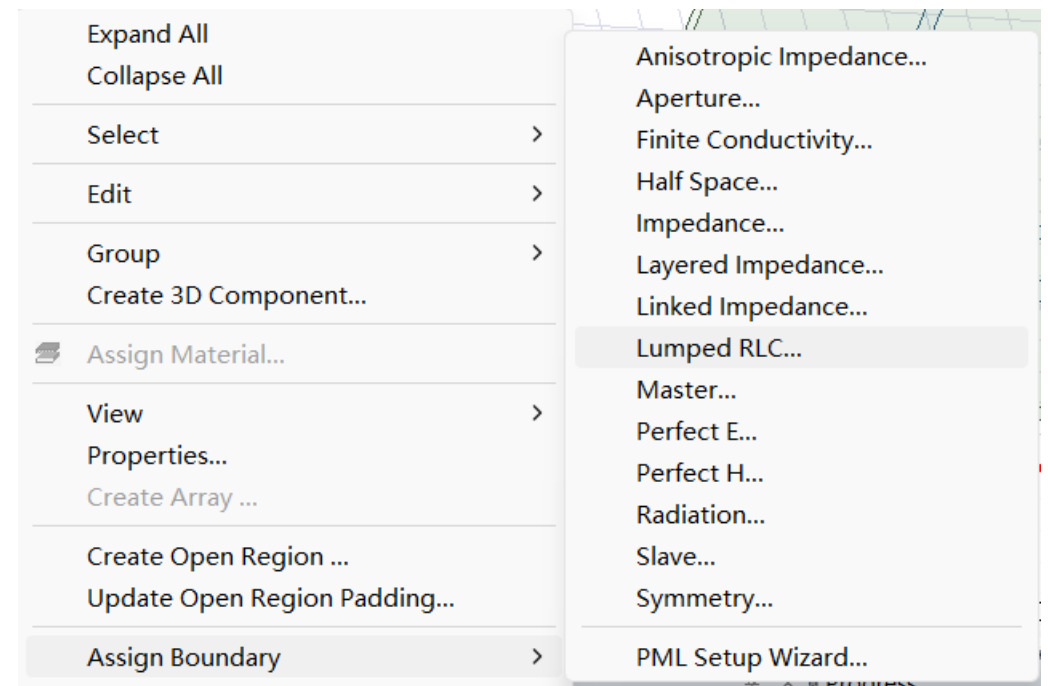 Expand All
Collapse All
Select
Edit
Group
Create 3D Component...
Assign Material...
View
Properties...
Create Array ...
Create Open Region ...
Update Open Region Padding...
Assign Boundary
Anisotropic Impedance...
Aperture...
Finite Conductivity...
Half Space...
Impedance...
Layered Impedance...
Linked Impedance...
Lumped RLC...
Master...
Perfect E...
Perfect H...
Radiation...
Slave...
Symmetry...
PML Setup Wizard...
Progress